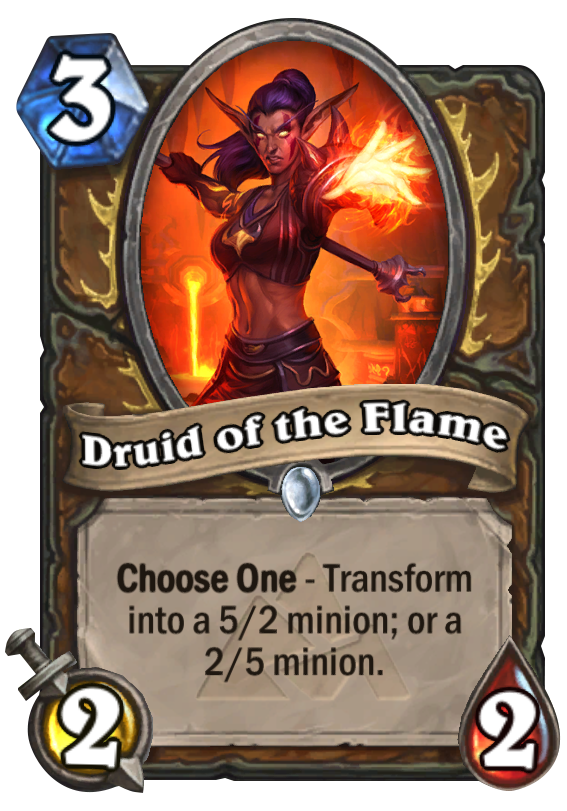 3
Druid of the Flame
Choose One - Transform
into a 5/2 minion; or a
2/5 minion.
2
2